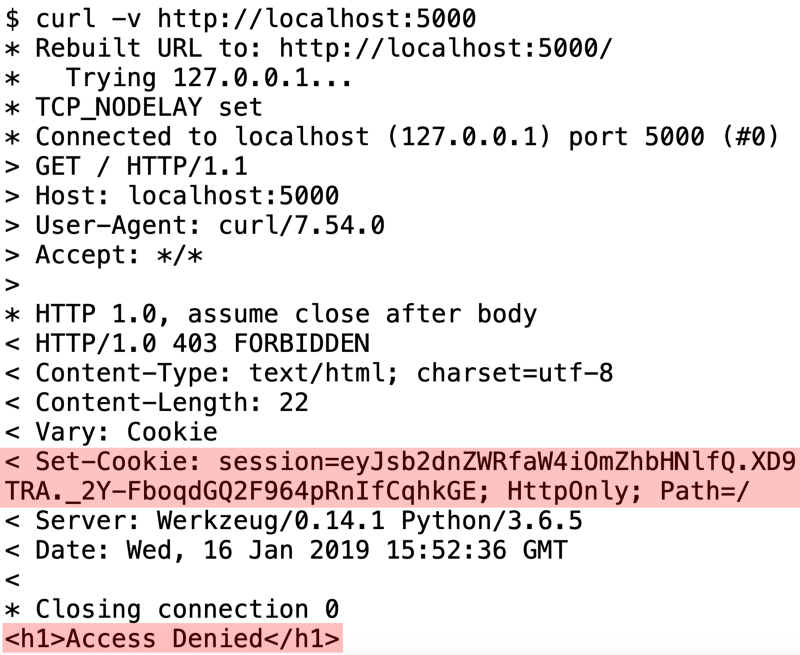 $ curl -v http://localhost:5000
* Rebuilt URL to: http://localhost:5000/
*   Trying 127.0.0.1...
* TCP_NODELAY set
* Connected to localhost (127.0.0.1) port 5000 (#0)
> GET / HTTP/1.1
> Host: localhost:5000
> User-Agent: curl/7.54.0
> Accept: */*
>
* HTTP 1.0, assume close after body
< HTTP/1.0 403 FORBIDDEN
< Content-Type: text/html; charset=utf-8
< Content-Length: 22
< Vary: Cookie
< Set-Cookie: session=eyJsb2dnZWRfaW4iOmZhbHNlfQ.XD9
TRA._2Y-FboqdGQ2F964pRnIfCqhkGE; HttpOnly; Path=/
< Server: Werkzeug/0.14.1 Python/3.6.5
< Date: Wed, 16 Jan 2019 15:52:36 GMT
<
* Closing connection 0
<h1>Access Denied</h1>